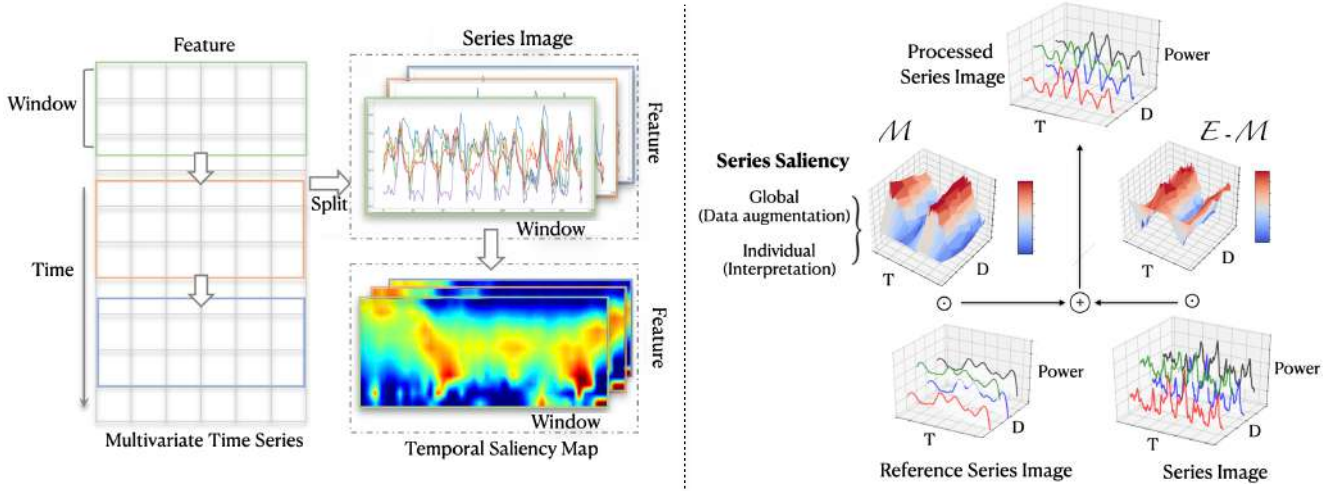 Feature
Window
Time
Split
Multivariate Time Series
Series Image
Feature
Window
Feature
Window
Temporal Saliency Map
Processed
Series Image
Power
D
T
M
E - M
Series Saliency
Global
(Data augmentation)
Individual
(Interpretation)
T
D
T
D
Power
T
D
Reference Series Image
Power
T
D
Series Image